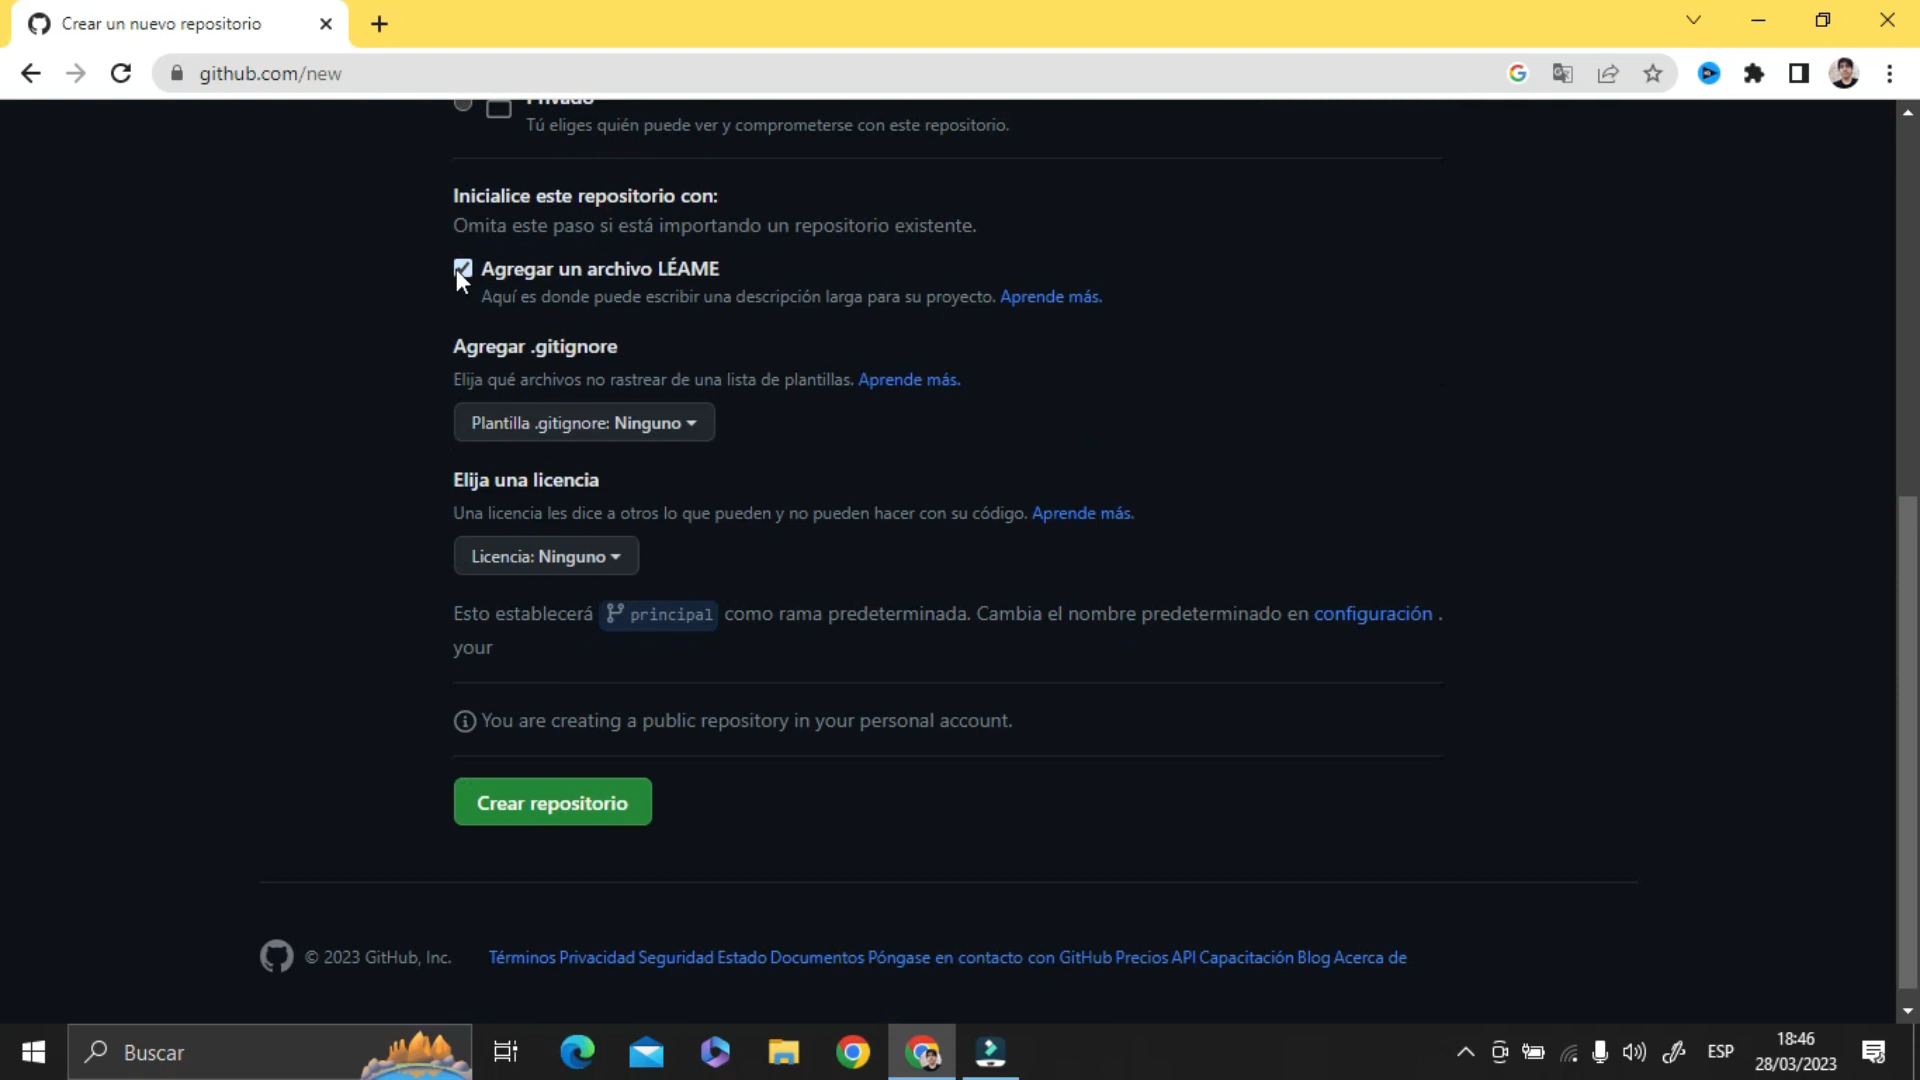 Crear un nuevo repositorio
github.com/new
Privado
Tú eliges quién puede ver y comprometerse con este repositorio.
Inicialice este repositorio con:
Omita este paso si está importando un repositorio existente.
Agregar un archivo LÉAME
Aquí es donde puede escribir una descripción larga para su proyecto. Aprende más.
Agregar .gitignore
Elija qué archivos no rastrear de una lista de plantillas. Aprende más.
Plantilla .gitignore: Ninguno
Elija una licencia
Una licencia les dice a otros lo que pueden y no pueden hacer con su código. Aprende más.
Licencia: Ninguno
Esto establecerá principal como rama predeterminada. Cambia el nombre predeterminado en configuración .
your
You are creating a public repository in your personal account.
Crear repositorio
© 2023 GitHub, Inc. Términos Privacidad Seguridad Estado Documentos Póngase en contacto con GitHub Precios API Capacitación Blog Acerca de
Buscar
ESP
18:46
28/03/2023